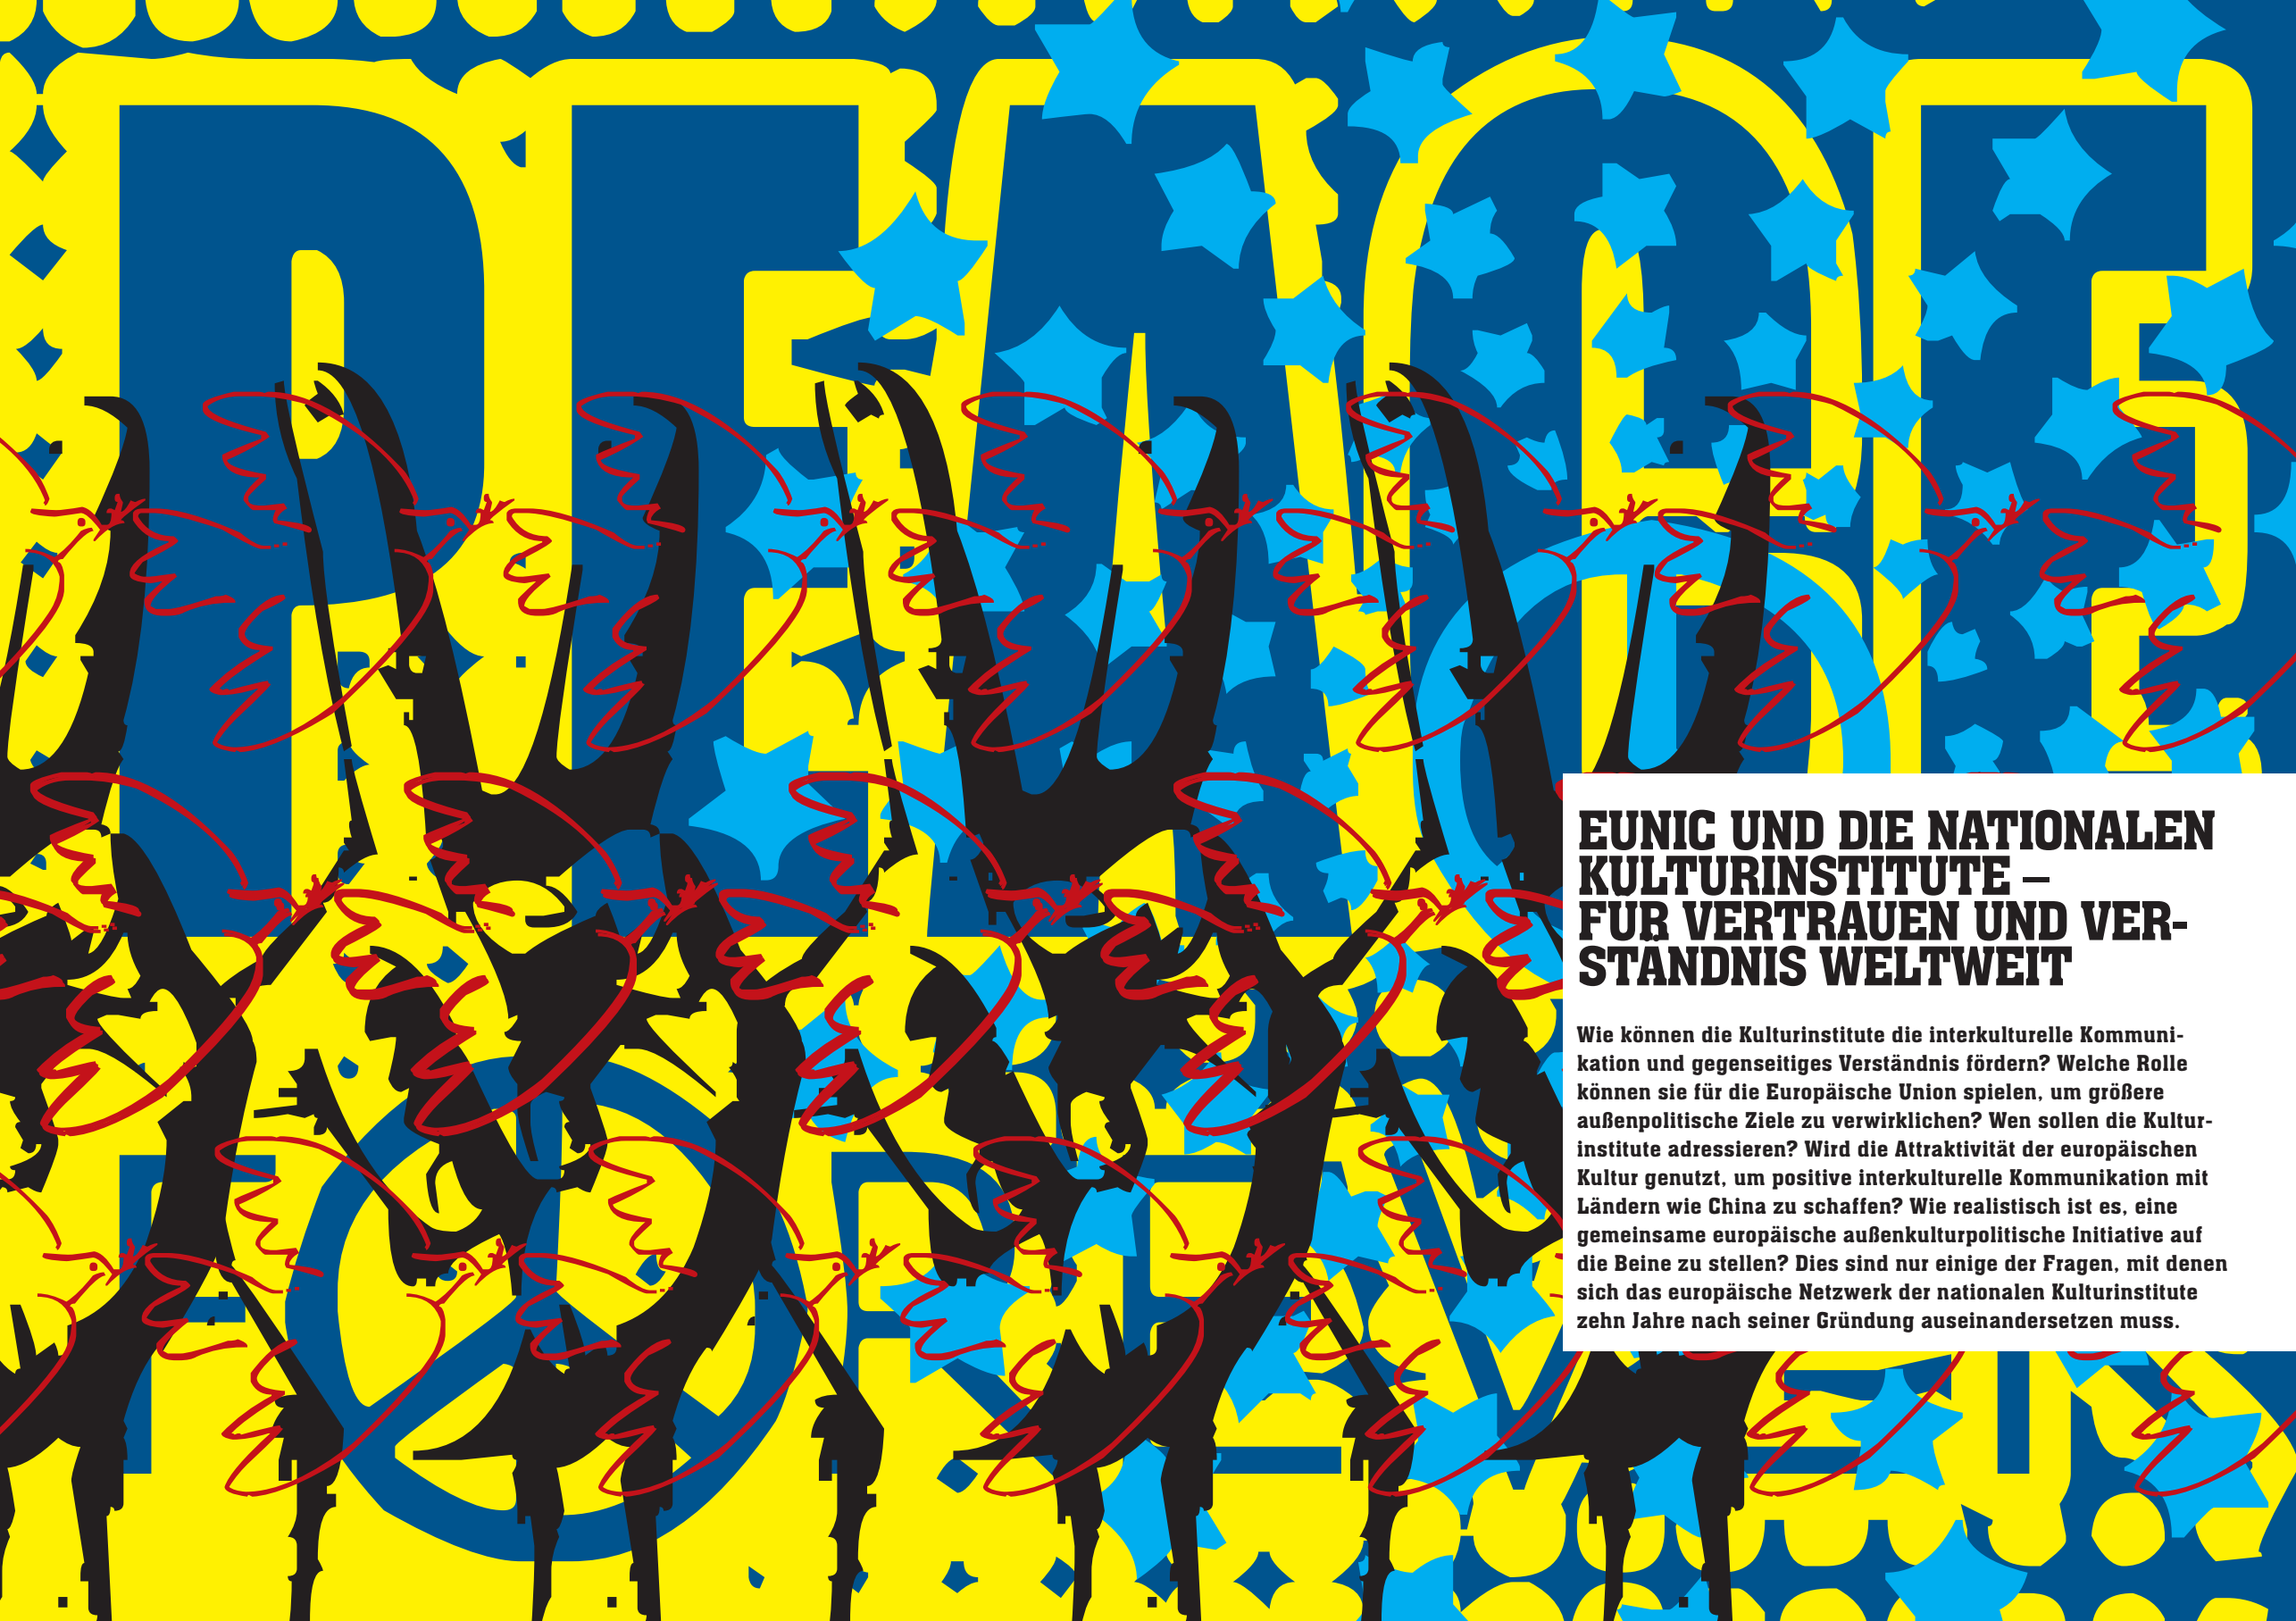 PEACE
EUNIC UND DIE NATIONALEN
KULTURINSTITUTE –
FÜR VERTRAUEN UND VER-
STÄNDNIS WELTWEIT
Wie können die Kulturinstitute die interkulturelle Kommuni-
kation und gegenseitiges Verständnis fördern? Welche Rolle
können sie für die Europäische Union spielen, um größere
außenpolitische Ziele zu verwirklichen? Wen sollen die Kultur-
institute adressieren? Wird die Attraktivität der europäischen
Kultur genutzt, um positive interkulturelle Kommunikation mit
Ländern wie China zu schaffen? Wie realistisch ist es, eine
gemeinsame europäische außenkulturpolitische Initiative auf
die Beine zu stellen? Dies sind nur einige der Fragen, mit denen
sich das europäische Netzwerk der nationalen Kulturinstitute
zehn Jahre nach seiner Gründung auseinandersetzen muss.